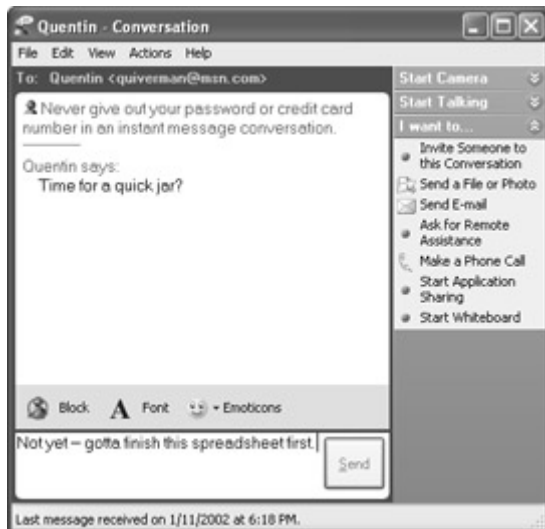 Quentin - Conversation
File Edit View Actions Help
To: Quentin <quiverman@msn.com>
Never give out your password or credit card
number in an instant message conversation.
Quentin says:
Time for a quick jar?
Block A Font Emoticons
Not yet – gotta finish this spreadsheet first.
Send
Last message received on 1/11/2002 at 6:18 PM.
Start Camera
Start Talking
I want to...
Invite Someone to
this Conversation
Send a File or Photo
Send E-mail
Ask for Remote
Assistance
Make a Phone Call
Start Application
Sharing
Start Whiteboard